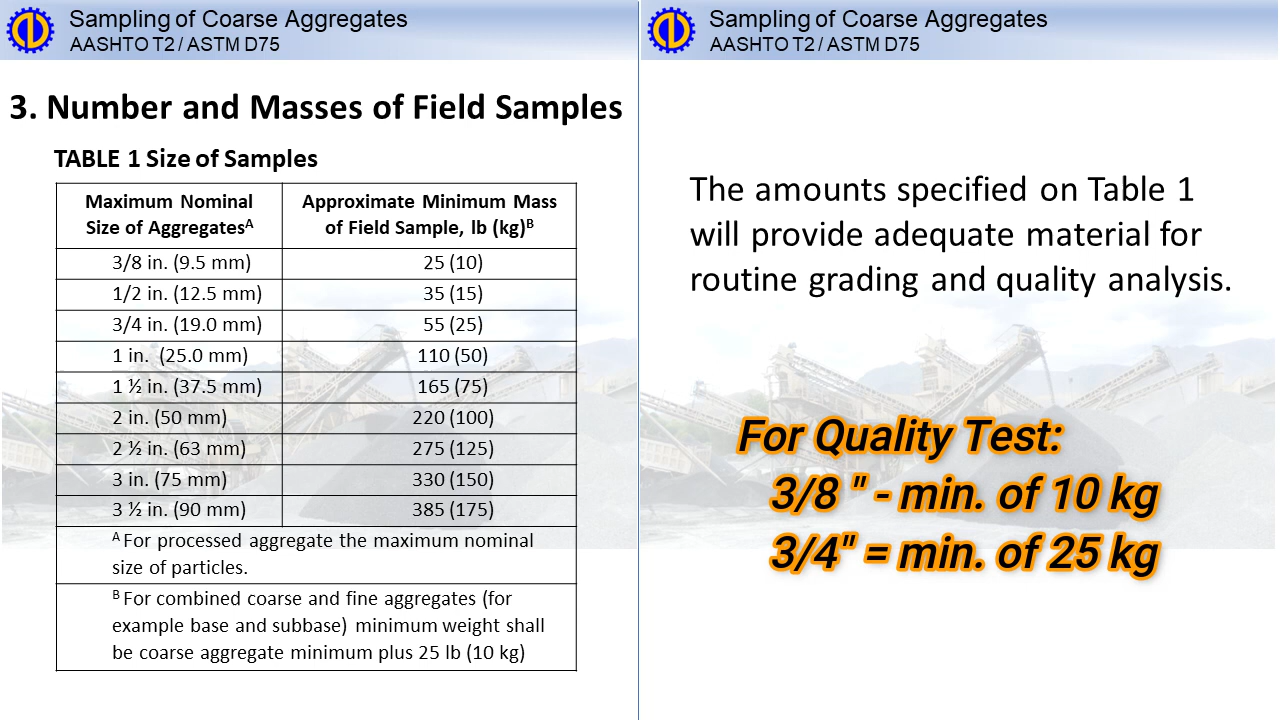 Sampling of Coarse Aggregates
AASHTO T2 / ASTM D75
3. Number and Masses of Field Samples
TABLE 1 Size of Samples
Maximum Nominal Size of AggregatesA Approximate Minimum Mass of Field Sample, lb (kg)B
3/8 in. (9.5 mm) 25 (10)
1/2 in. (12.5 mm) 35 (15)
3/4 in. (19.0 mm) 55 (25)
1 in. (25.0 mm) 110 (50)
1 ½ in. (37.5 mm) 165 (75)
2 in. (50 mm) 220 (100)
2 ½ in. (63 mm) 275 (125)
3 in. (75 mm) 330 (150)
3 ½ in. (90 mm) 385 (175)
A For processed aggregate the maximum nominal
size of particles.
B For combined coarse and fine aggregates (for
example base and subbase) minimum weight shall
be coarse aggregate minimum plus 25 lb (10 kg)
Sampling of Coarse Aggregates
AASHTO T2 / ASTM D75
The amounts specified on Table 1
will provide adequate material for
routine grading and quality analysis.
For Quality Test:
3/8 " - min. of 10 kg
3/4" = min. of 25 kg